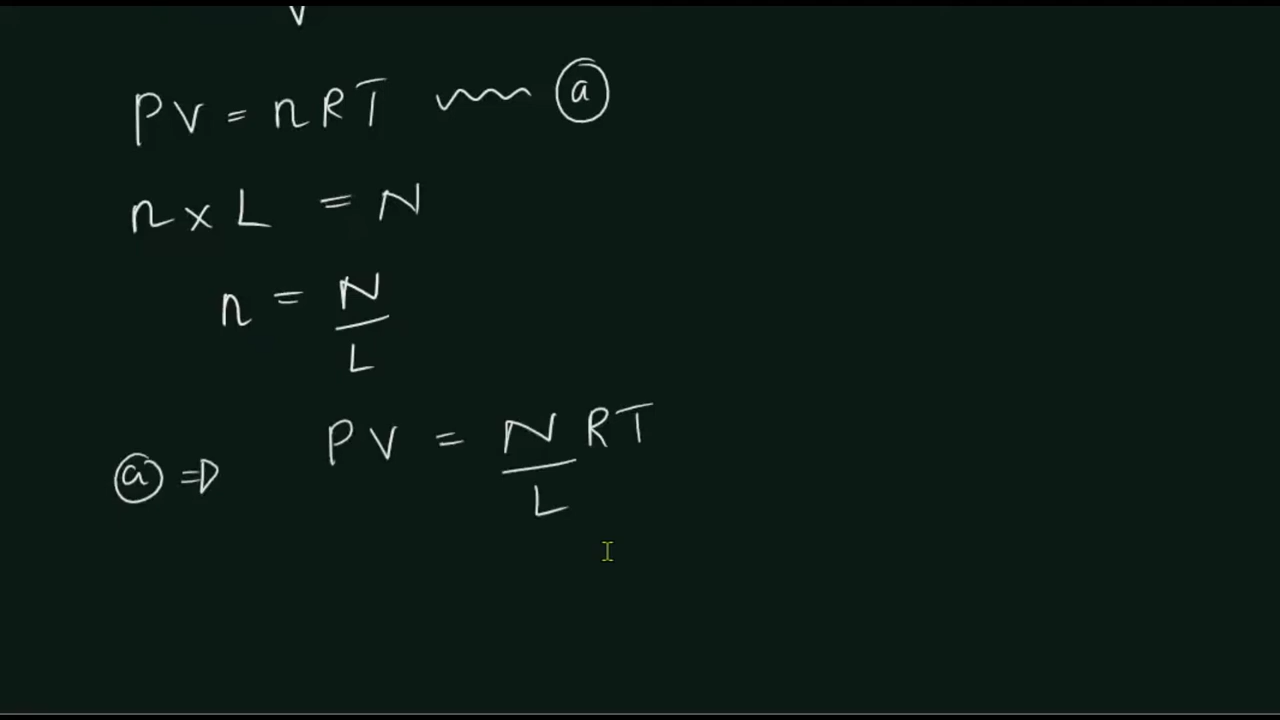 V
PV = nRT ⓐ
n x L = N
n = N/L
ⓐ ⇒ PV = N/L RT